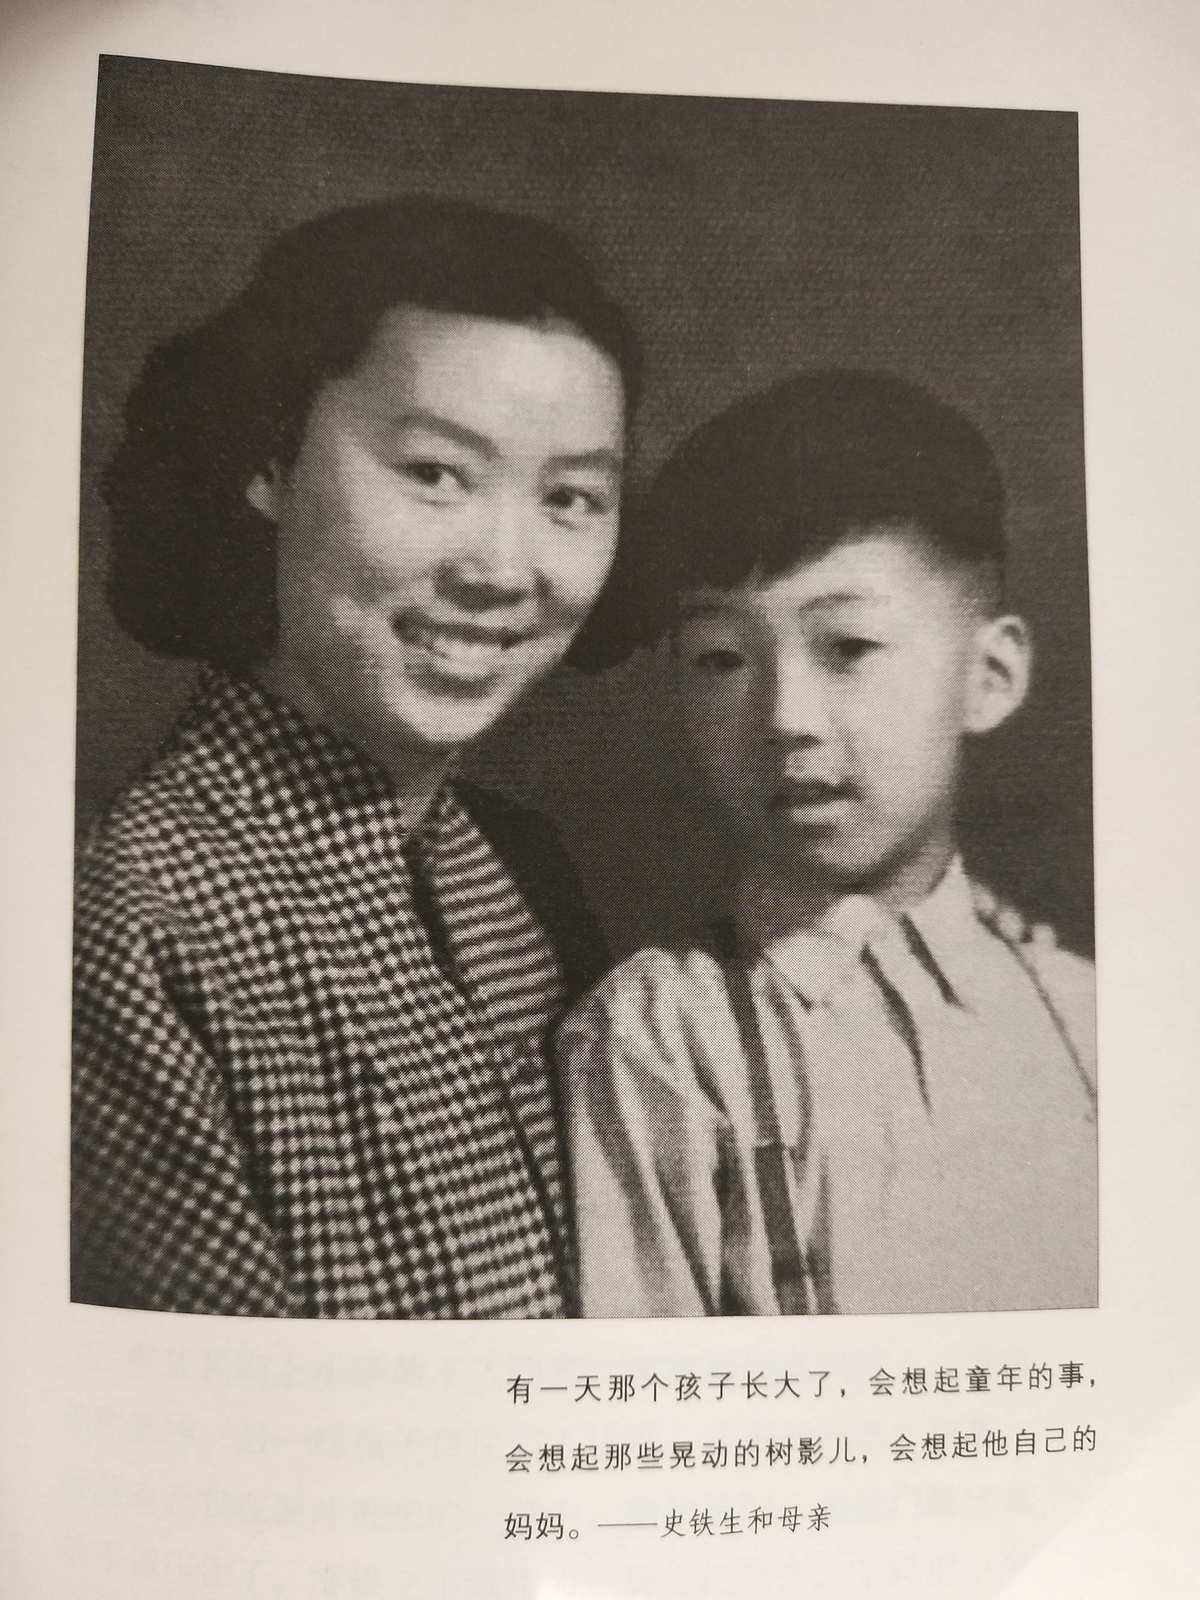 有一天那个孩子长大了，会想起童年的事，
会想起那些晃动的树影儿，会想起他自己的
妈妈。——史铁生和母亲